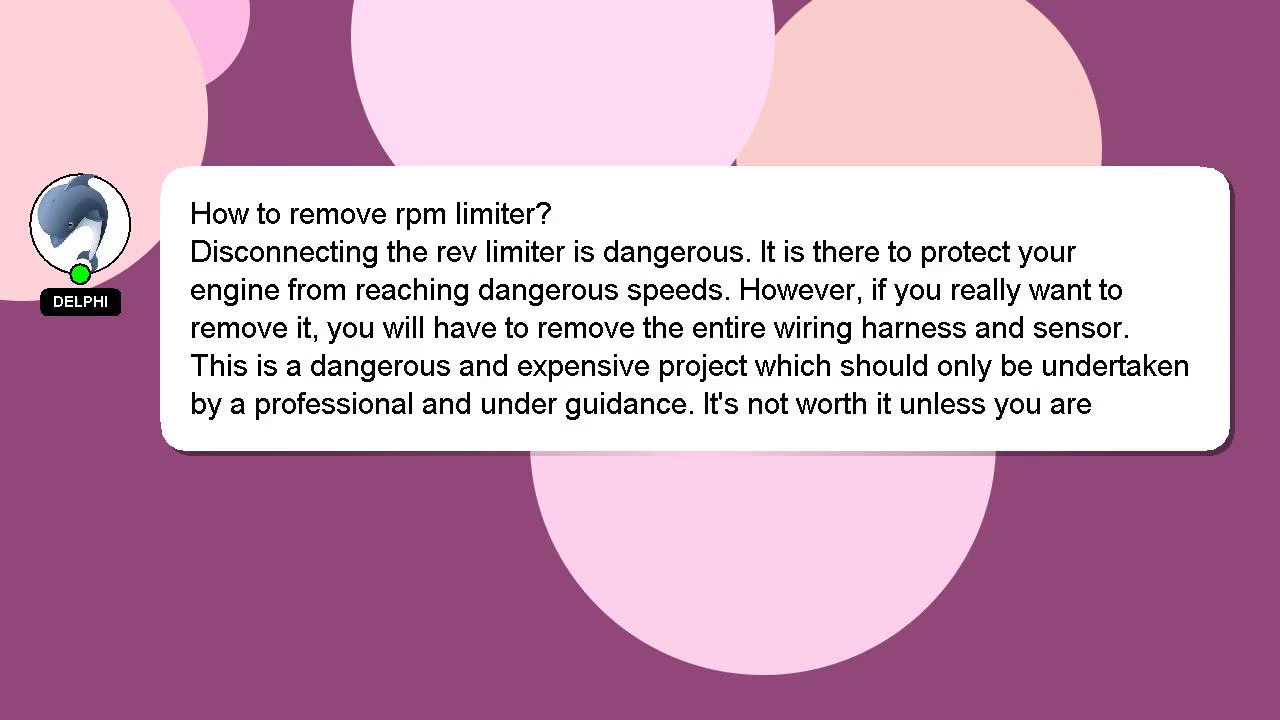 How to remove rpm limiter?
Disconnecting the rev limiter is dangerous. It is there to protect your
engine from reaching dangerous speeds. However, if you really want to
remove it, you will have to remove the entire wiring harness and sensor.
This is a dangerous and expensive project which should only be undertaken
by a professional and under guidance. It's not worth it unless you are
DELPHI